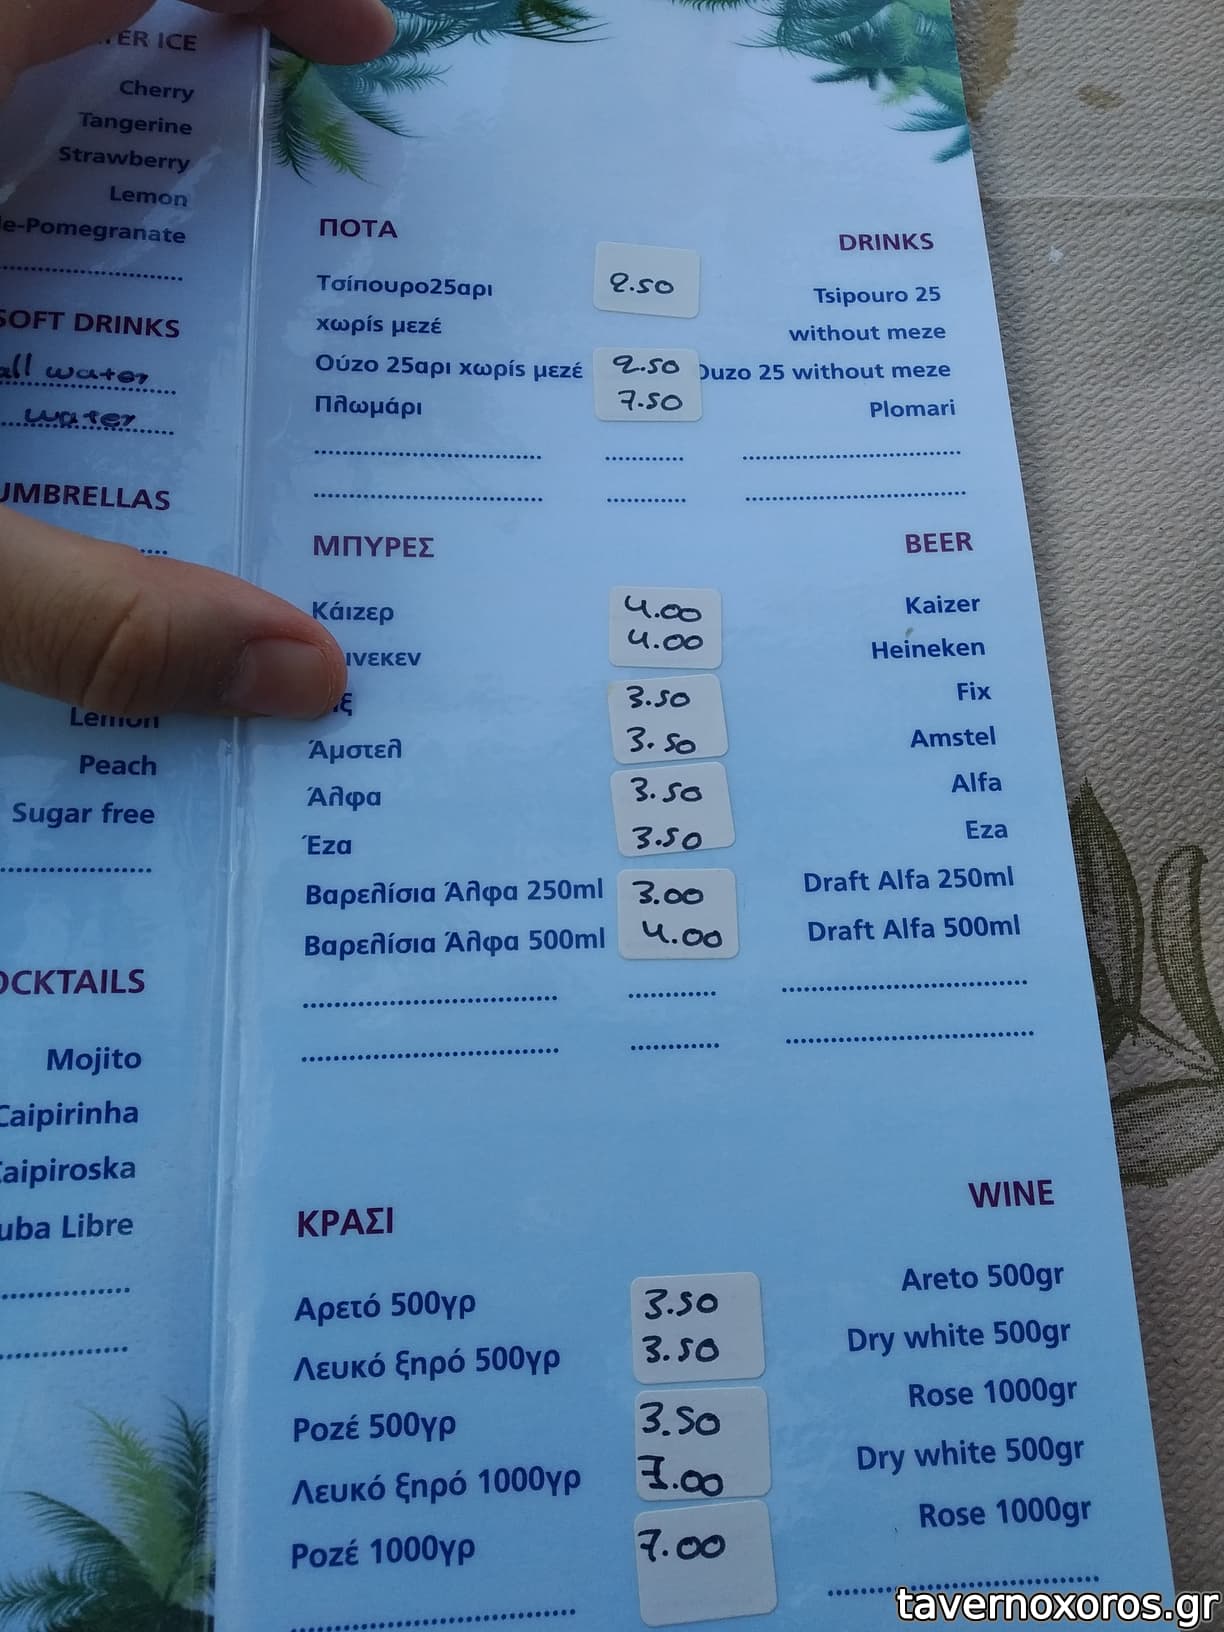 ER ICE
Cherry
Tangerine
Strawberry
Lemon
e-Pomegranate
SOFT DRINKS
all water
water
UMBRELLAS
Lemon
Peach
Sugar free
OCKTAILS
Mojito
Caipirinha
aipiroska
uba Libre
ΠΟΤΑ DRINKS
Τσίπουρο25αρι 2.50 Tsipouro 25
χωρίς μεζέ without meze
Ούζο 25αρι χωρίς μεζέ 2.50 Ouzo 25 without meze
Πλωμάρι 7.50 Plomari
ΜΠΥΡΕΣ BEER
Κάιζερ 4.00 Kaizer
ινεκεν 4.00 Heineken
ιξ 3.50 Fix
Άμστελ 3.50 Amstel
Άλφα 3.50 Alfa
Έζα 3.50 Eza
Βαρελίσια Άλφα 250ml 3.00 Draft Alfa 250ml
Βαρελίσια Άλφα 500ml 4.00 Draft Alfa 500ml
ΚΡΑΣΙ WINE
Αρετό 500γρ 3.50 Areto 500gr
Λευκό ξηρό 500γρ 3.50 Dry white 500gr
Ροζέ 500γρ 3.50 Rose 1000gr
Λευκό ξηρό 1000γρ 7.00 Dry white 500gr
Ροζέ 1000γρ 7.00 Rose 1000gr
tavernoxoros.gr